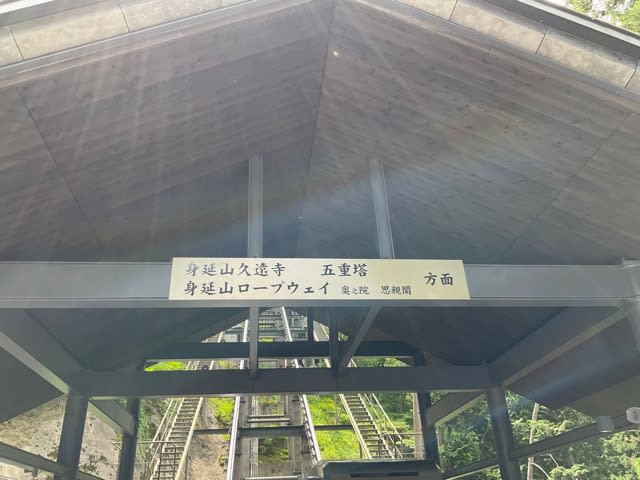 身延山久遠寺 五重塔 方面
身延山ロープウェイ 奥之院 思親閣